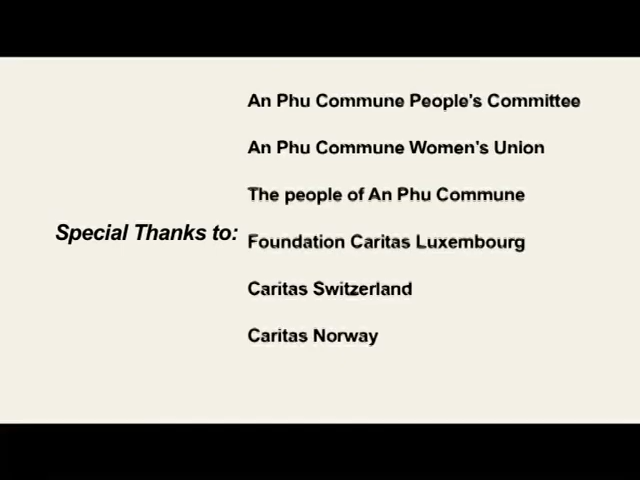 An Phu Commune People's Committee
An Phu Commune Women's Union
The people of An Phu Commune
Special Thanks to:
Foundation Caritas Luxembourg
Caritas Switzerland
Caritas Norway